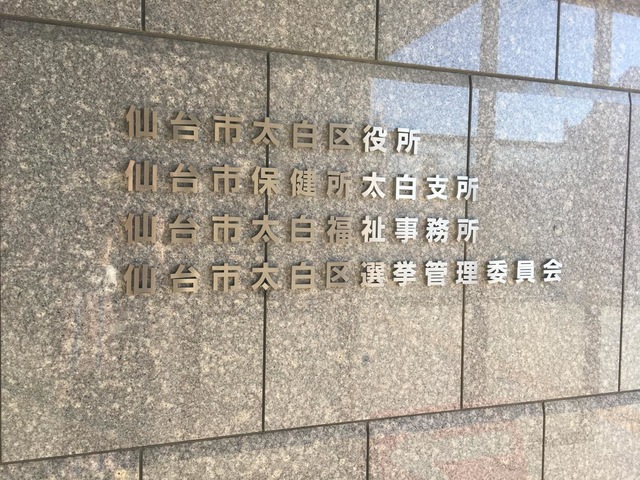 仙台市太白区役所
仙台市保健所太白支所
仙台市太白福祉事務所
仙台市太白区選挙管理委員会